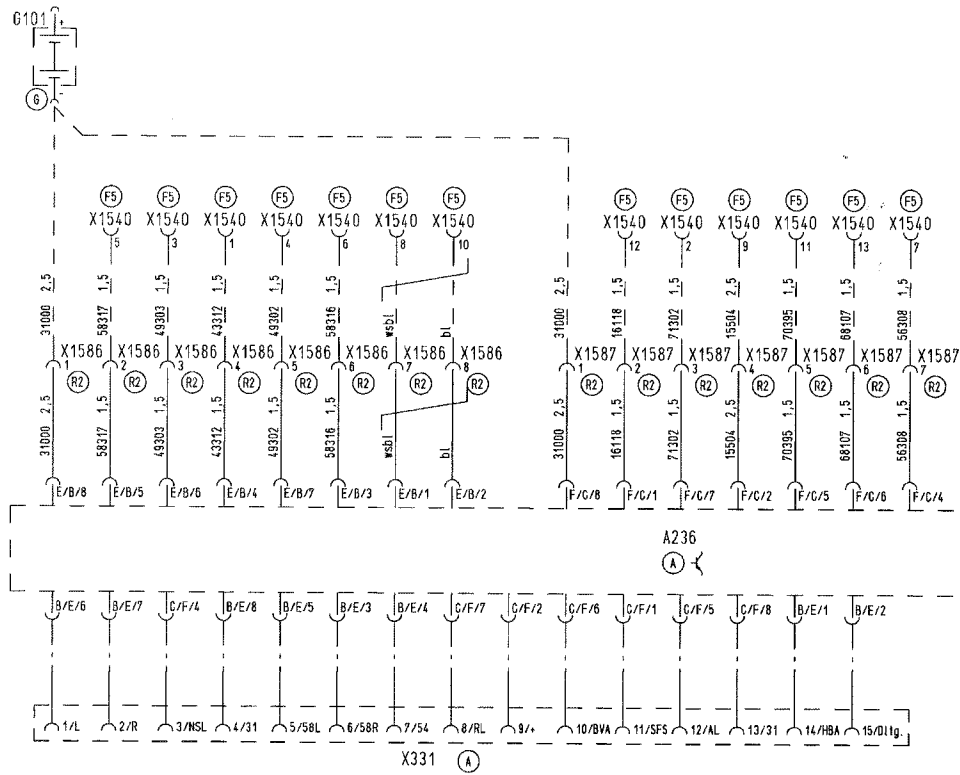 G101
+
-
G
F5 F5 F5 F5 F5 F5 F5 F5 F5 F5 F5 F5 F5
X1540 X1540 X1540 X1540 X1540 X1540 X1540 X1540 X1540 X1540 X1540 X1540 X1540
5 3 1 4 6 8 10 12 2 9 11 13 7
31000 2,5
58317 1,5
49303 1,5
43312 1,5
49302 1,5
58316 1,5
wsbl
bl
31000 2,5
16118 1,5
71302 1,5
15504 2,5
70395 1,5
68107 1,5
56308 1,5
X1586 X1586 X1586 X1586 X1586 X1586 X1586 X1586 X1587 X1587 X1587 X1587 X1587 X1587 X1587
1 2 3 4 5 6 7 8 1 2 3 4 5 6 7
R2 R2 R2 R2 R2 R2 R2 R2 R2 R2 R2 R2 R2 R2 R2
31000 2,5
58317 1,5
49303 1,5
43312 1,5
49302 1,5
58316 1,5
wsbl
bl
31000 2,5
16118 1,5
71302 1,5
15504 2,5
70395 1,5
68107 1,5
56308 1,5
E/B/8 E/B/5 E/B/6 E/B/4 E/B/7 E/B/3 E/B/1 E/B/2 F/C/8 F/C/1 F/C/7 F/C/2 F/C/5 F/C/6 F/C/4
A236
A
B/E/6 B/E/7 C/F/4 B/E/8 B/E/5 B/E/3 B/E/4 C/F/7 C/F/2 C/F/6 C/F/1 C/F/5 C/F/8 B/E/1 B/E/2
1/L 2/R 3/NSL 4/31 5/58L 6/58R 7/54 8/RL 9/+ 10/BVA 11/SFS 12/AL 13/31 14/HBA 15/Dltg.
X331 A